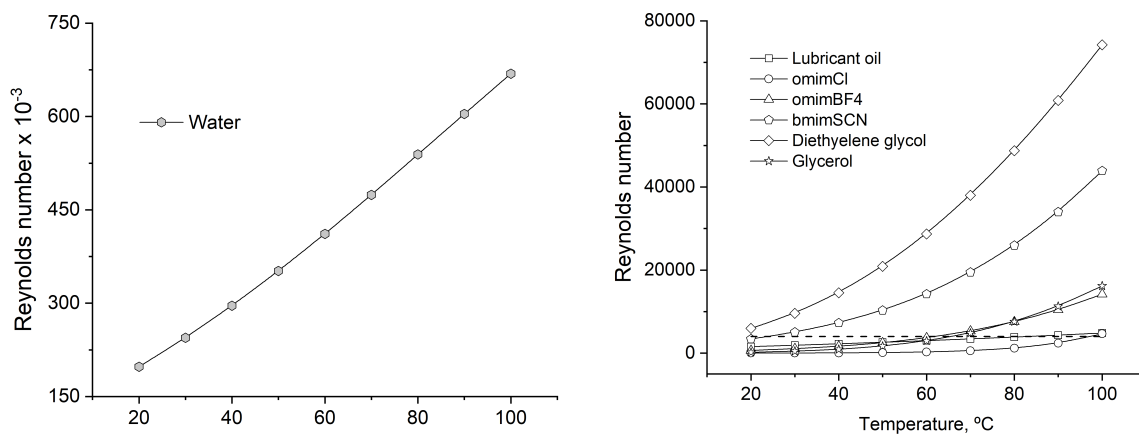 750
600
450
300
150
Reynolds number x 10-3
Water
20 40 60 80 100
80000
60000
40000
20000
0
Reynolds number
Lubricant oil
omimCl
omimBF4
bmimSCN
Diethyelene glycol
Glycerol
20 40 60 80 100
Temperature, ºC